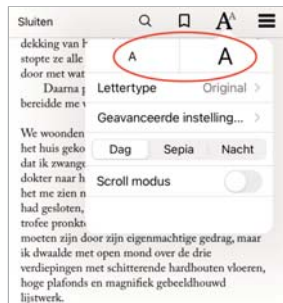 Sluiten AA
dekking van h
stopte ze alle
door met wat
Daarna p
bereidde me v
We woonden
het huis geko
dat ik zwange
dokter naar h
het me zien n
had gesloten,
trofee pronkt
A A
Lettertype Original >
Geavanceerde instelling... >
Dag Sepia Nacht
Scroll modus
moeten zijn door zijn eigenmachtige gedrag, maar
ik dwaalde met open mond over de drie
verdiepingen met schitterende hardhouten vloeren,
hoge plafonds en magnifiek gebeeldhouwd
lijstwerk.